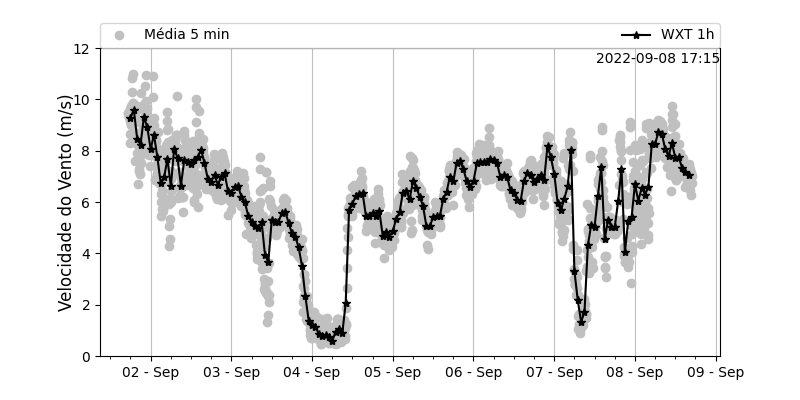 Média 5 min WXT 1h
2022-09-08 17:15
Velocidade do Vento (m/s)
12
10
8
6
4
2
0
02 - Sep 03 - Sep 04 - Sep 05 - Sep 06 - Sep 07 - Sep 08 - Sep 09 - Sep